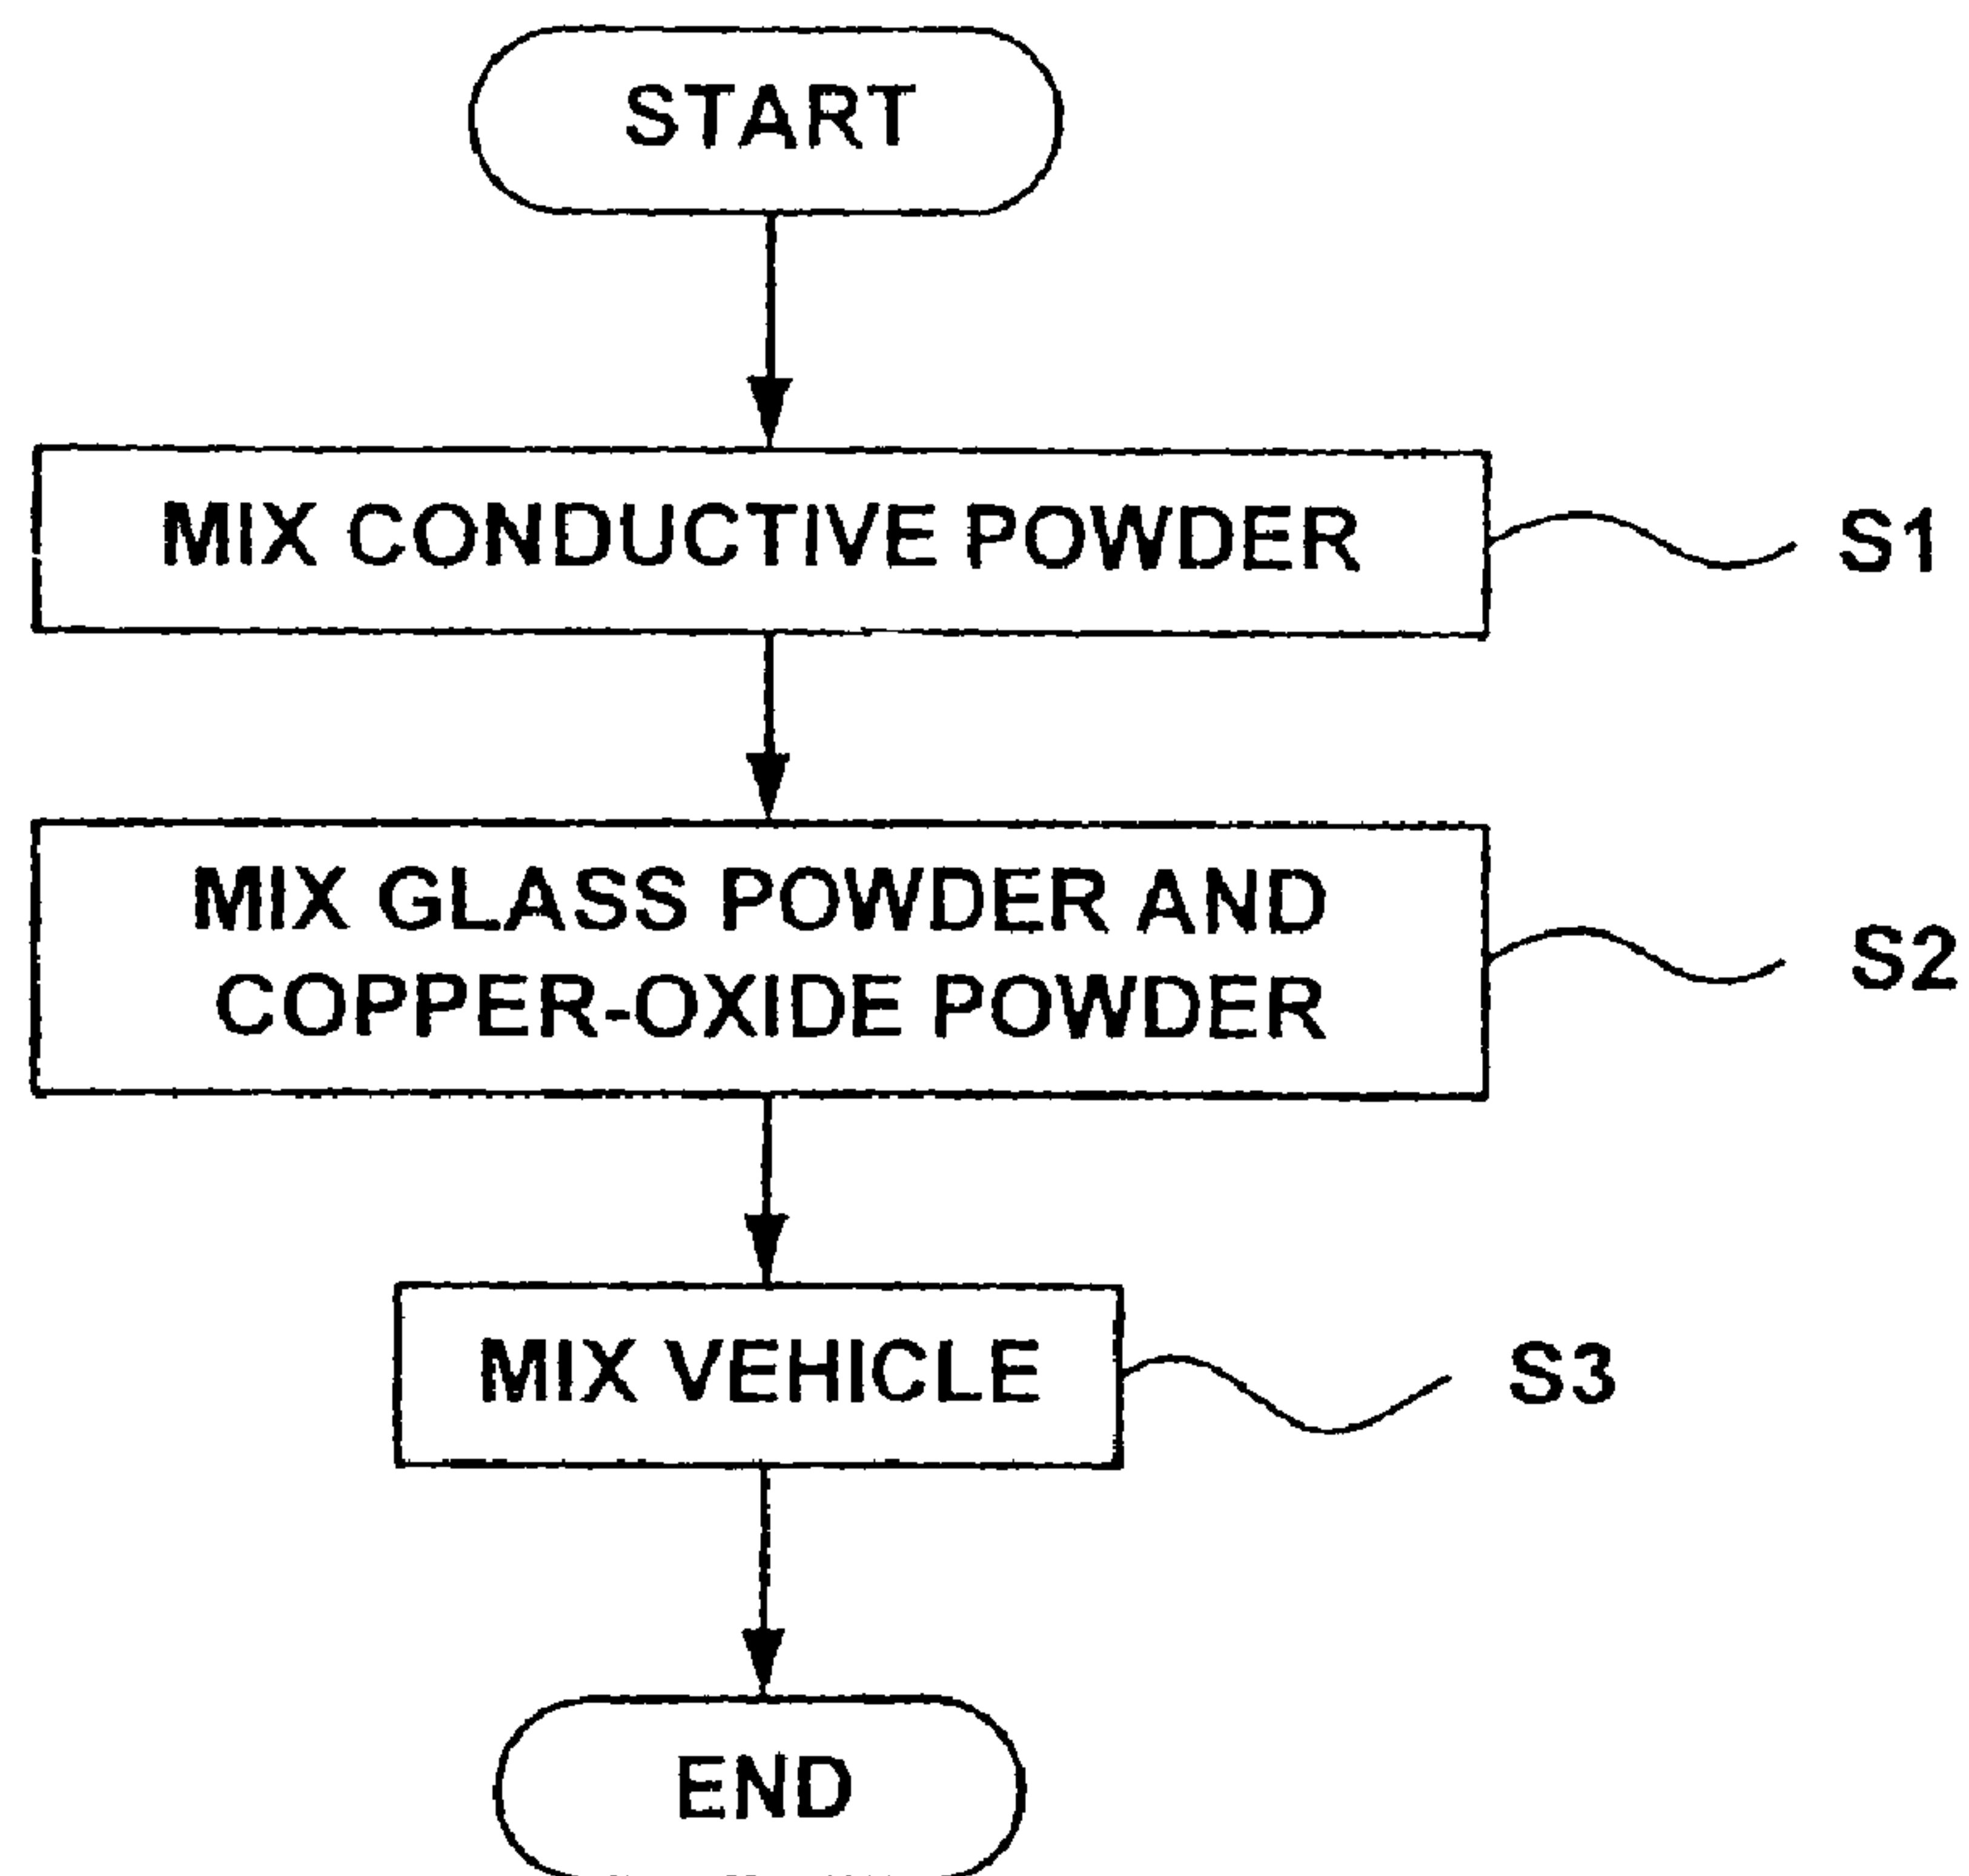 START
MIX CONDUCTIVE POWDER
S1
MIX GLASS POWDER AND
COPPER-OXIDE POWDER
S2
MIX VEHICLE
S3
END